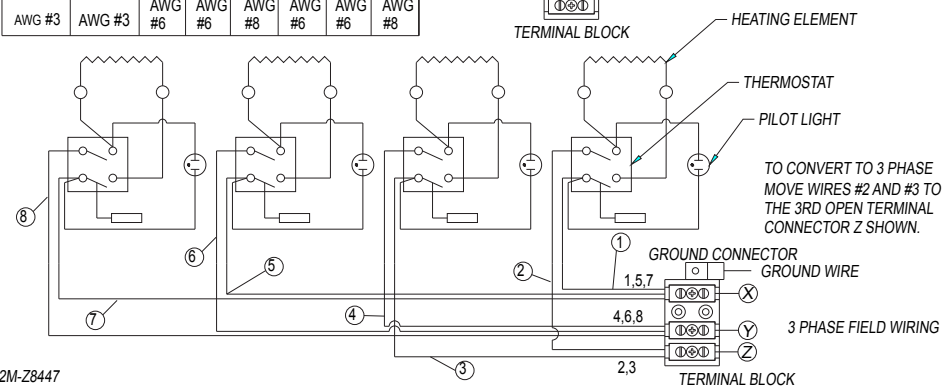 AWG #3 AWG #3 AWG #6 AWG #6 AWG #8 AWG #6 AWG #6 AWG #8
TERMINAL BLOCK
HEATING ELEMENT
THERMOSTAT
PILOT LIGHT
TO CONVERT TO 3 PHASE
MOVE WIRES #2 AND #3 TO
THE 3RD OPEN TERMINAL
CONNECTOR Z SHOWN.
8
6
5
7
4
3
2
1
GROUND CONNECTOR
GROUND WIRE
1,5,7
X
4,6,8
Y
3 PHASE FIELD WIRING
Z
2,3
TERMINAL BLOCK
2M-Z8447